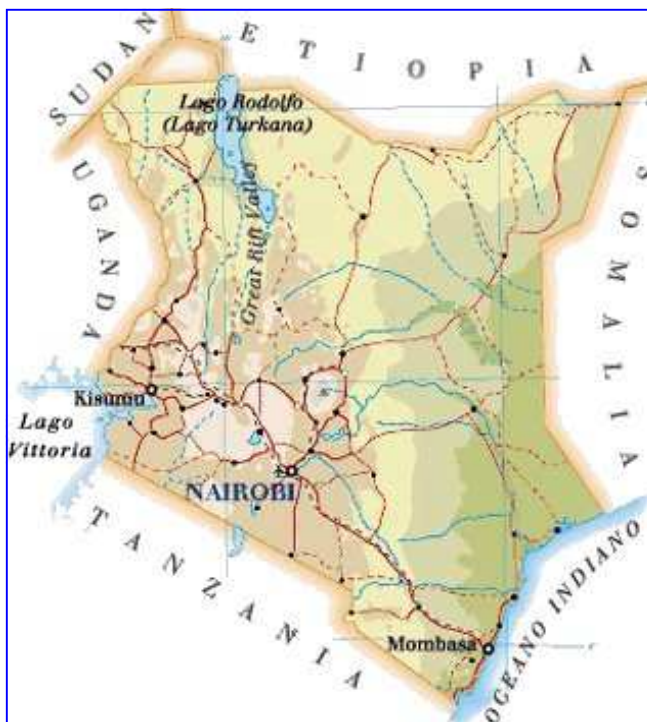 SUDAN
ETIOPIA
Lago Rodolfo
(Lago Turkana)
UGANDA
Great Rift Valley
SOMALIA
Kisumu
Lago
Vittoria
NAIROBI
TANZANIA
Mombasa
OCEANO INDIANO